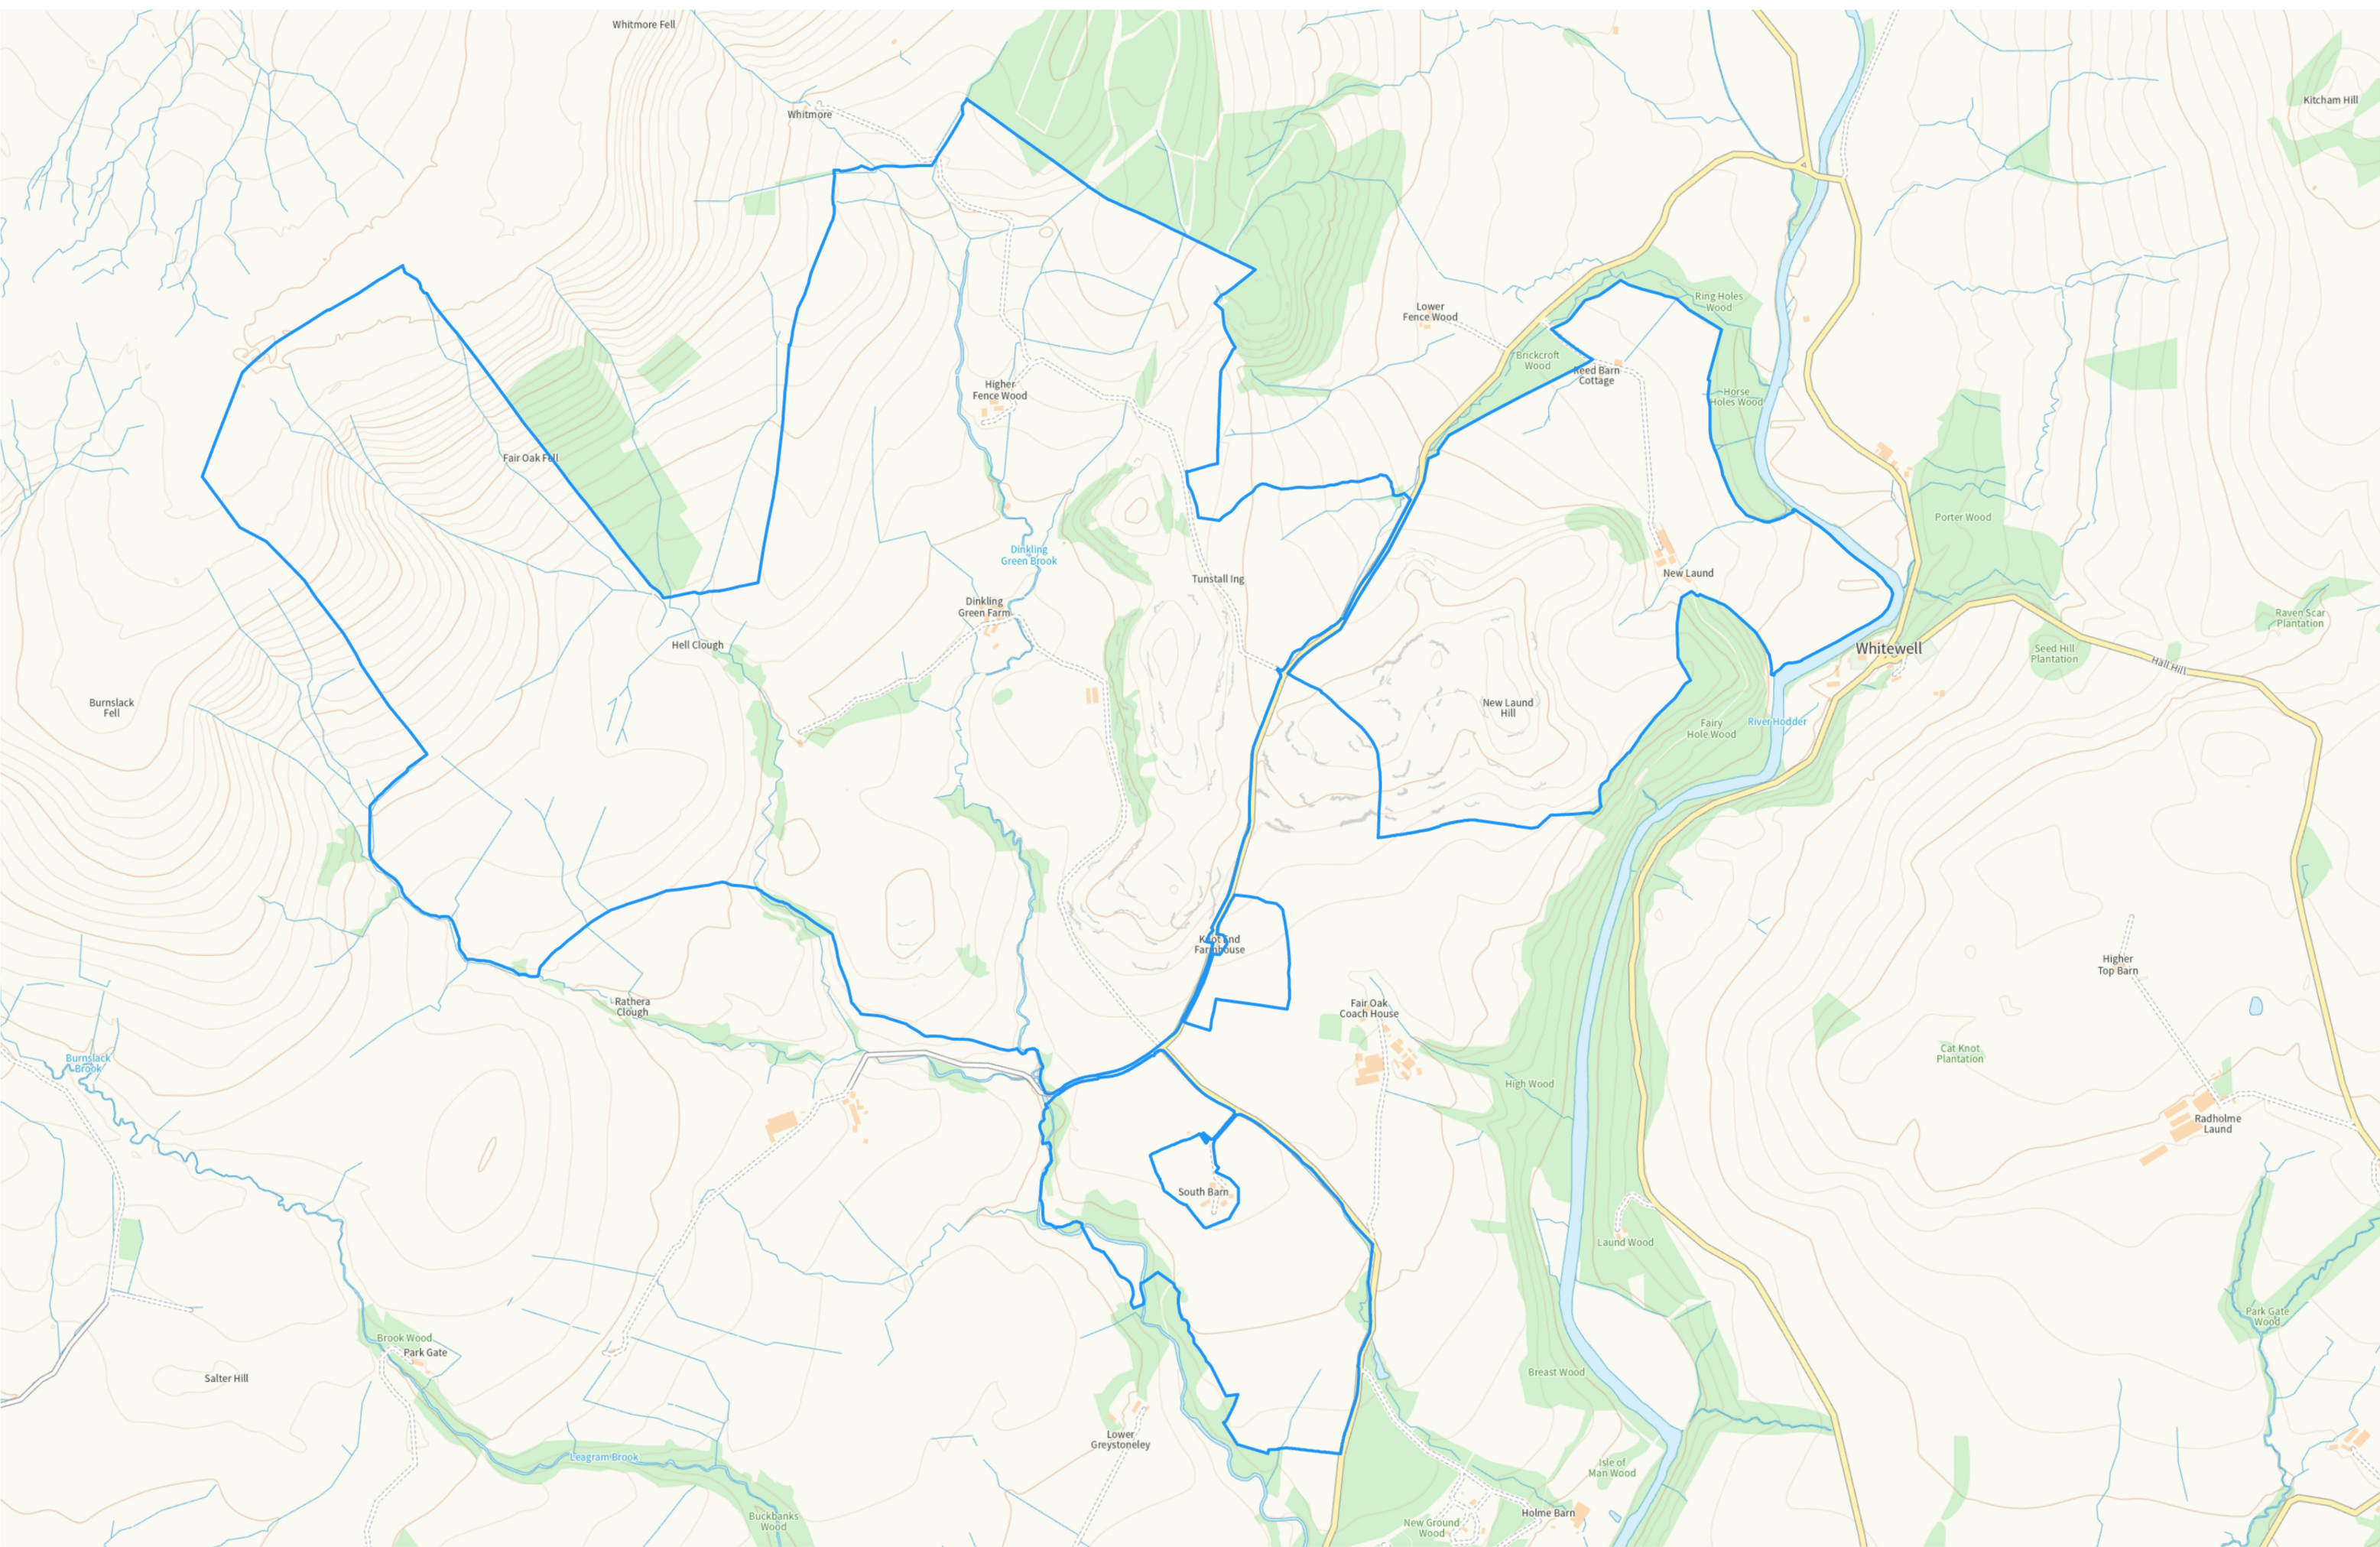 Whitmore Fell
Kitcham Hill
Whitmore
Ring Holes
Wood
Lower
Fence Wood
Brickcroft
Wood
Reed Barn
Cottage
Higher
Fence Wood
Horse
Holes Wood
Fair Oak Fell
Porter Wood
Dinkling
Green Brook
New Laund
Tunstall Ing
Dinkling
Green Farm
Raven Scar
Plantation
Hell Clough
Whitewell
Seed Hill
Plantation
Hall Hill
Burnslack
Fell
New Laund
Hill
Fairy
Hole Wood
River Hodder
Knot End
Farmhouse
Higher
Top Barn
Rathera
Clough
Fair Oak
Coach House
Burnslack
Brook
Cat Knot
Plantation
High Wood
Radholme
Laund
South Barn
Laund Wood
Park Gate
Wood
Brook Wood
Park Gate
Salter Hill
Breast Wood
Lower
Greystoneley
Leagram Brook
Isle of
Man Wood
Buckbanks
Wood
New Ground
Wood
Holme Barn